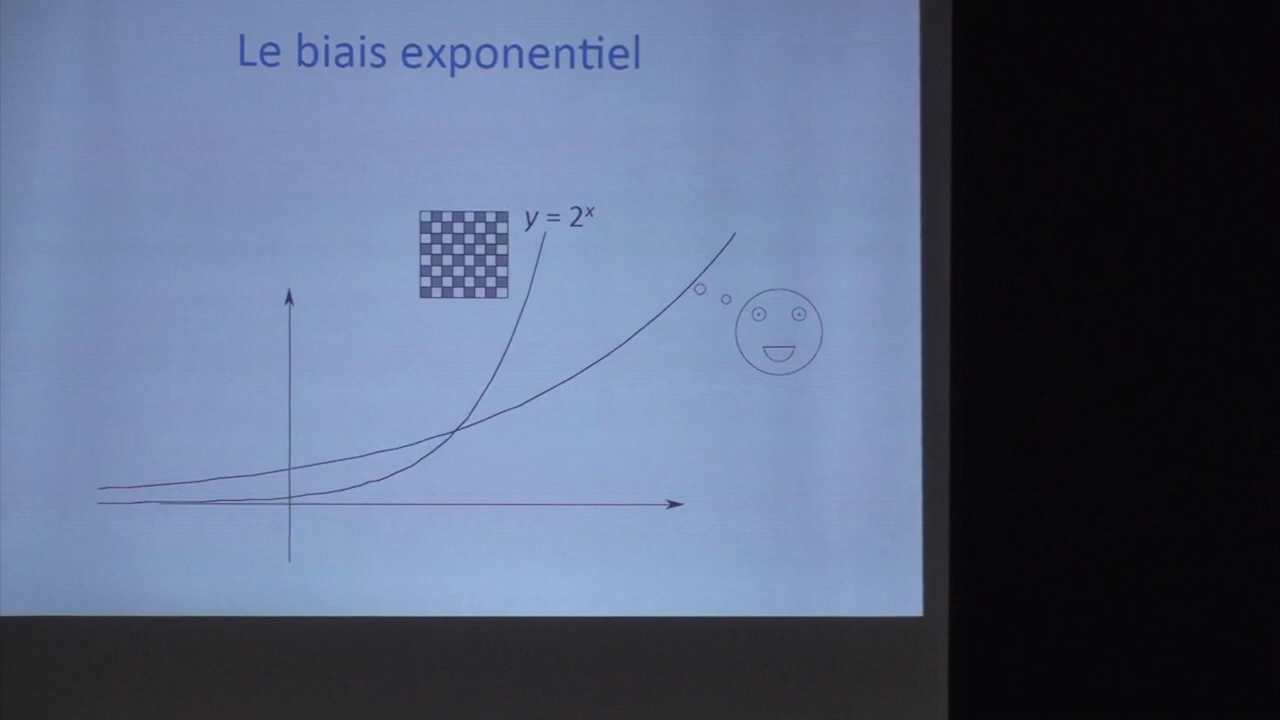 Le biais exponentiel
y = 2ˣ